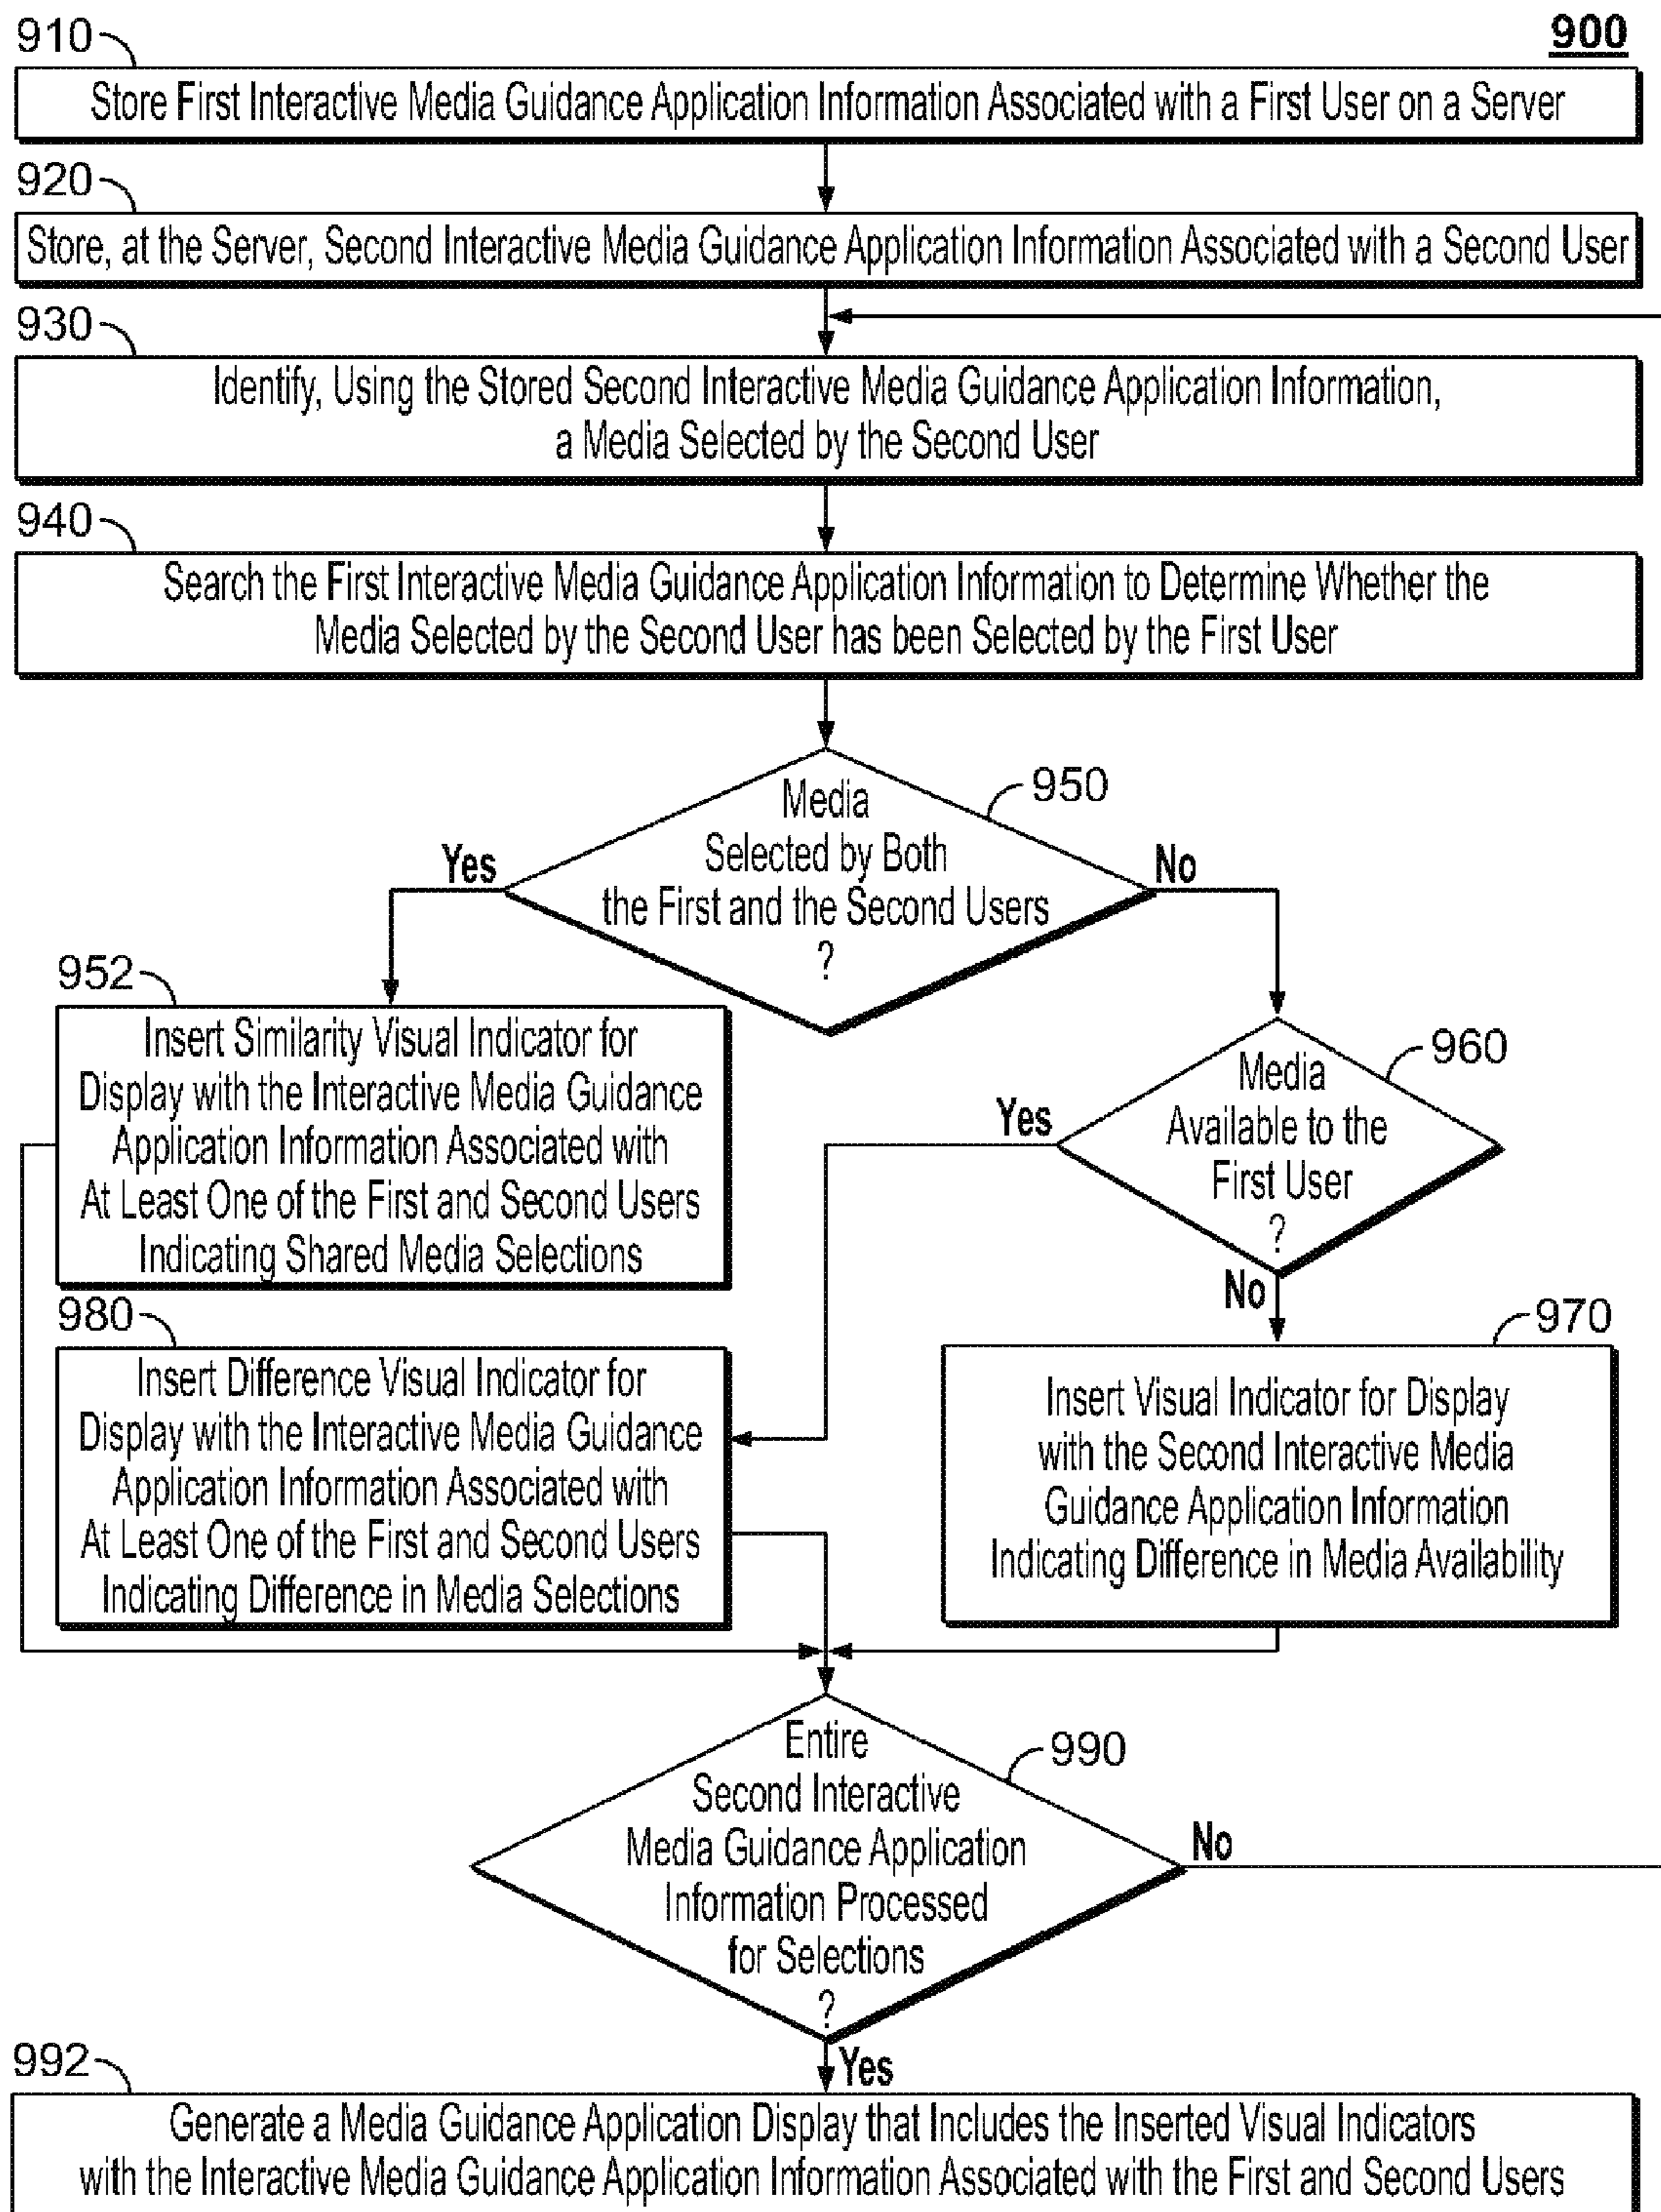 900
910
Store First Interactive Media Guidance Application Information Associated with a First User on a Server
920
Store, at the Server, Second Interactive Media Guidance Application Information Associated with a Second User
930
Identify, Using the Stored Second Interactive Media Guidance Application Information,
a Media Selected by the Second User
940
Search the First Interactive Media Guidance Application Information to Determine Whether the
Media Selected by the Second User has been Selected by the First User
950
Media
Selected by Both
the First and the Second Users
?
Yes
No
952
Insert Similarity Visual Indicator for
Display with the Interactive Media Guidance
Application Information Associated with
At Least One of the First and Second Users
Indicating Shared Media Selections
960
Media
Available to the
First User
?
Yes
No
980
Insert Difference Visual Indicator for
Display with the Interactive Media Guidance
Application Information Associated with
At Least One of the First and Second Users
Indicating Difference in Media Selections
970
Insert Visual Indicator for Display
with the Second Interactive Media
Guidance Application Information
Indicating Difference in Media Availability
990
Entire
Second Interactive
Media Guidance Application
Information Processed
for Selections
?
No
Yes
992
Generate a Media Guidance Application Display that Includes the Inserted Visual Indicators
with the Interactive Media Guidance Application Information Associated with the First and Second Users